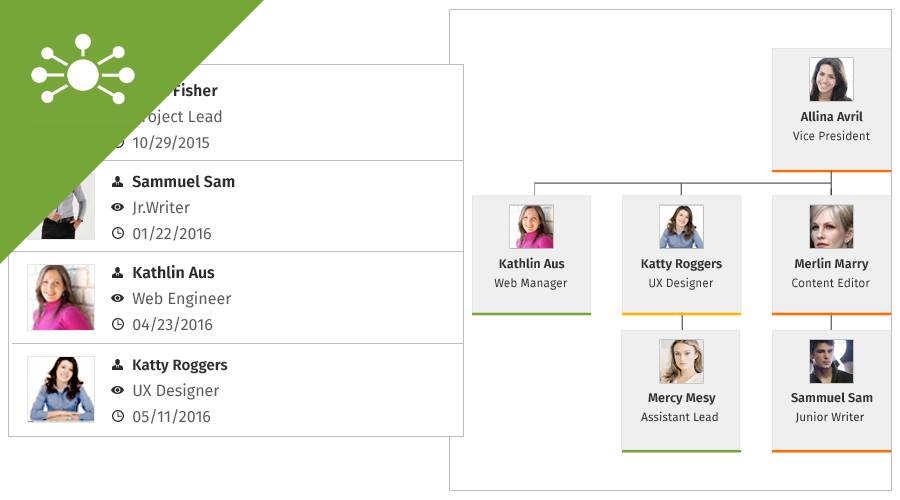 Fisher
Project Lead
10/29/2015
Sammuel Sam
Jr.Writer
01/22/2016
Kathlin Aus
Web Engineer
04/23/2016
Katty Roggers
UX Designer
05/11/2016
Allina Avril
Vice President
Kathlin Aus
Web Manager
Katty Roggers
UX Designer
Merlin Marry
Content Editor
Mercy Mesy
Assistant Lead
Sammuel Sam
Junior Writer